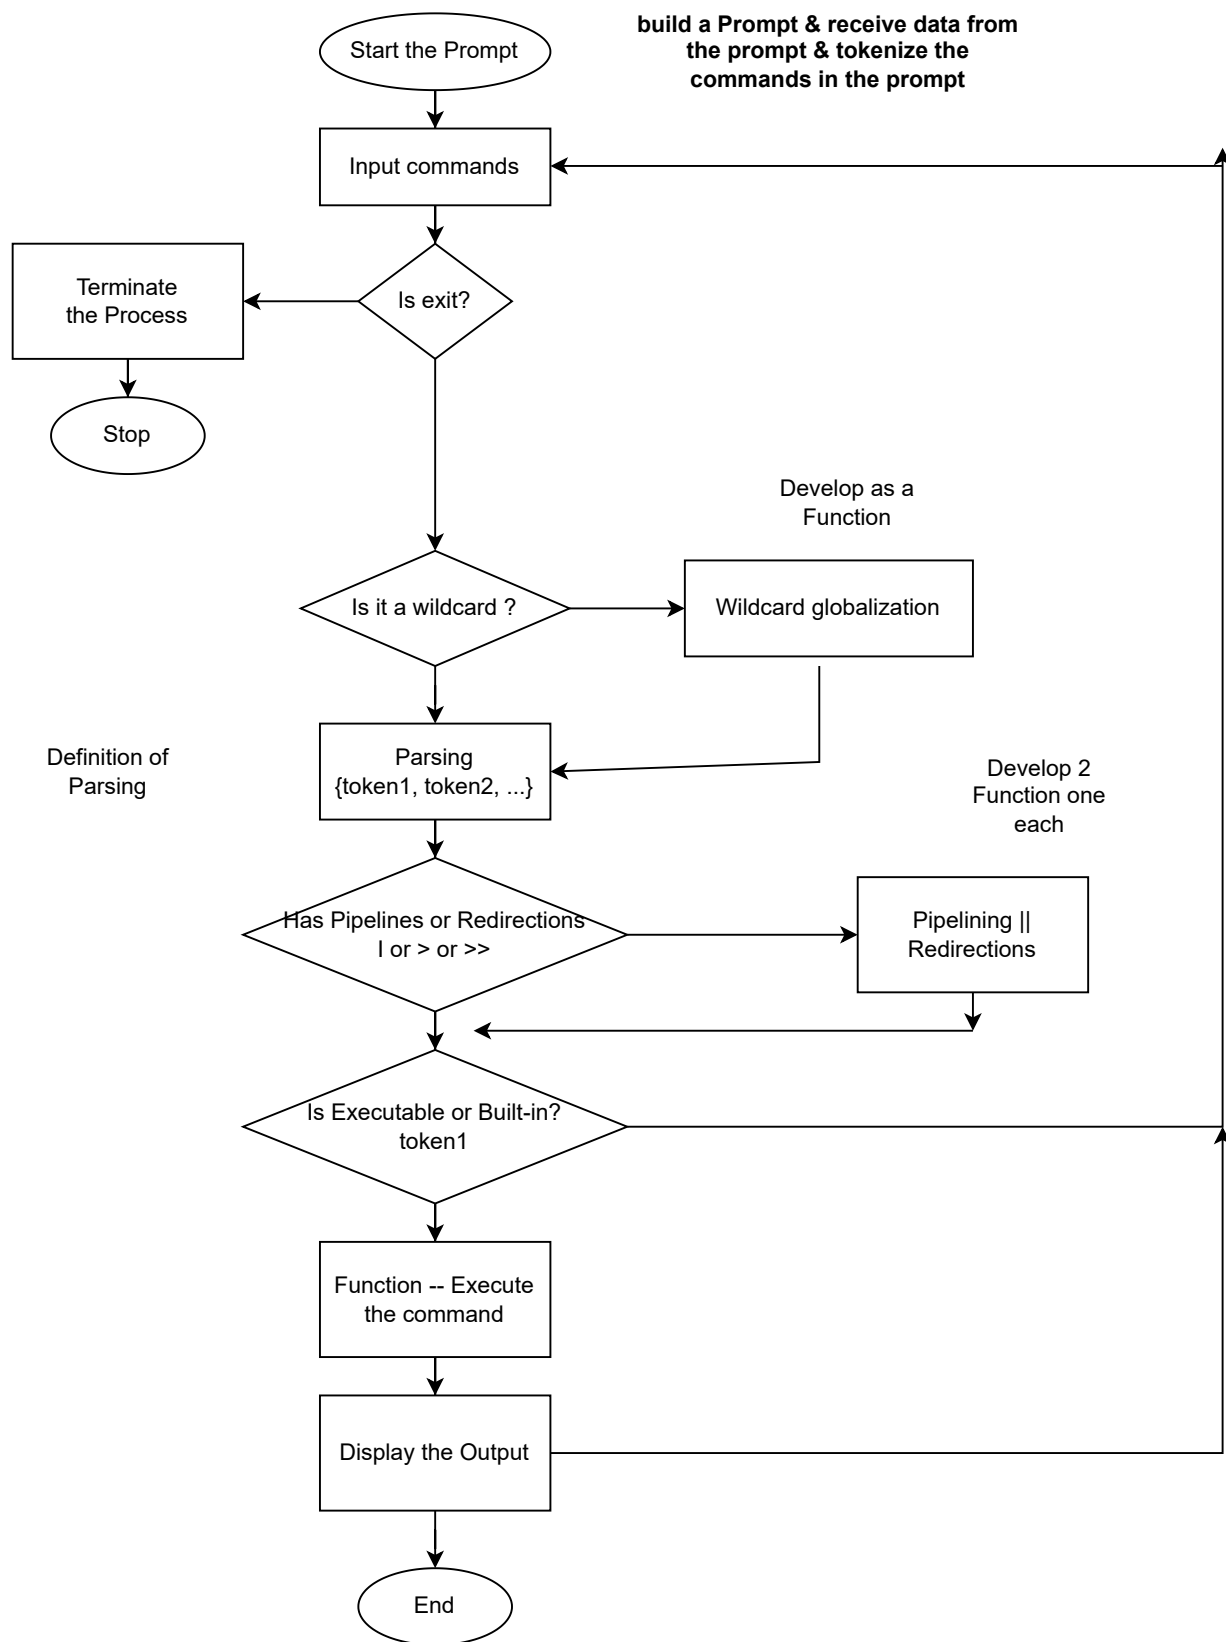 Start the Prompt
build a Prompt & receive data from
the prompt & tokenize the
commands in the prompt
Input commands
Is exit?
Terminate
the Process
Stop
Develop as a
Function
Is it a wildcard ?
Wildcard globalization
Definition of
Parsing
Parsing
{token1, token2, ...}
Develop 2
Function one
each
Has Pipelines or Redirections
I or > or >>
Pipelining ||
Redirections
Is Executable or Built-in?
token1
Function -- Execute
the command
Display the Output
End